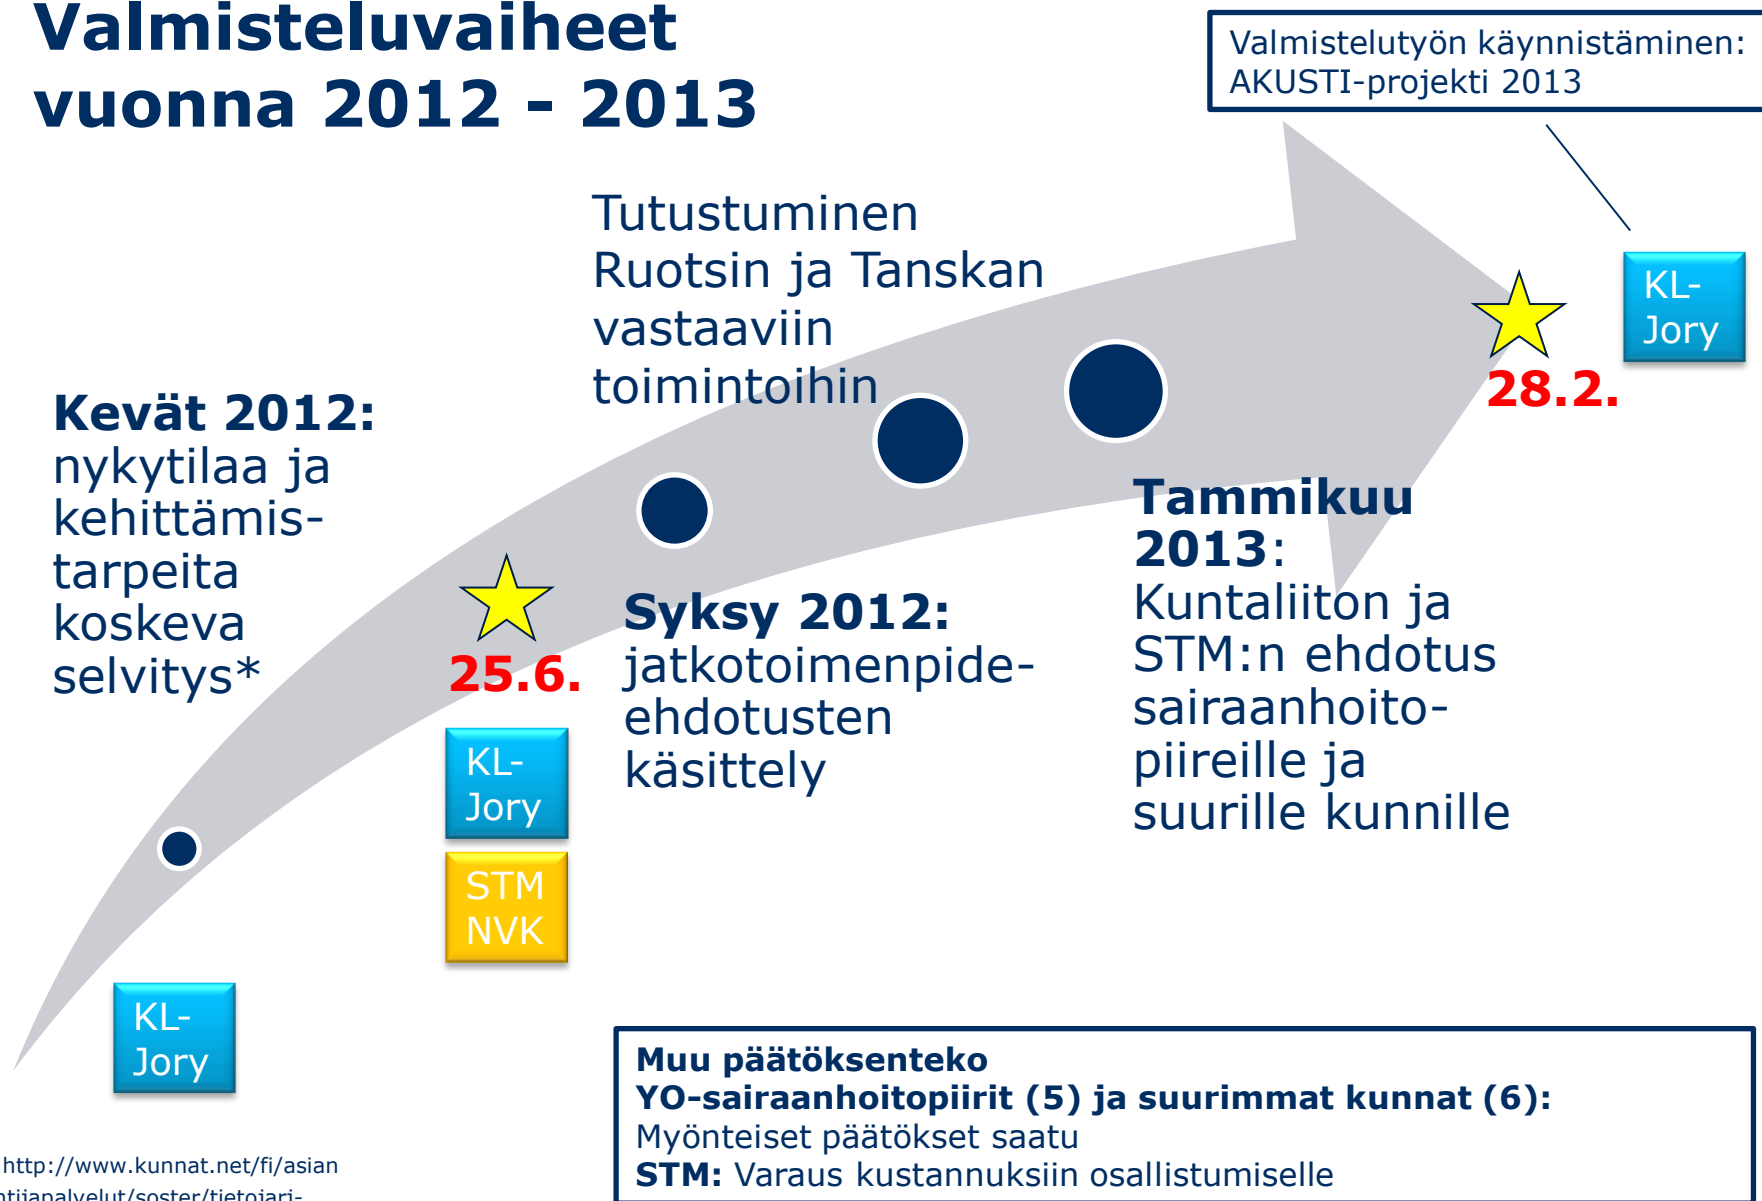 Valmisteluvaiheet
vuonna 2012 - 2013
Valmistelutyön käynnistäminen:
AKUSTI-projekti 2013
Tutustuminen
Ruotsin ja Tanskan
vastaaviin
toimintoihin
KL-
Jory
28.2.
Kevät 2012:
nykytilaa ja
kehittämis-
tarpeita
koskeva
selvitys*
25.6.
KL-
Jory
STM
NVK
Syksy 2012:
jatkotoimenpide-
ehdotusten
käsittely
Tammikuu
2013:
Kuntaliiton ja
STM:n ehdotus
sairaanhoito-
piireille ja
suurille kunnille
KL-
Jory
Muu päätöksenteko
YO-sairaanhoitopiirit (5) ja suurimmat kunnat (6):
Myönteiset päätökset saatu
STM: Varaus kustannuksiin osallistumiselle
http://www.kunnat.net/fi/asian
ntijapalvelut/soster/tietojarj-